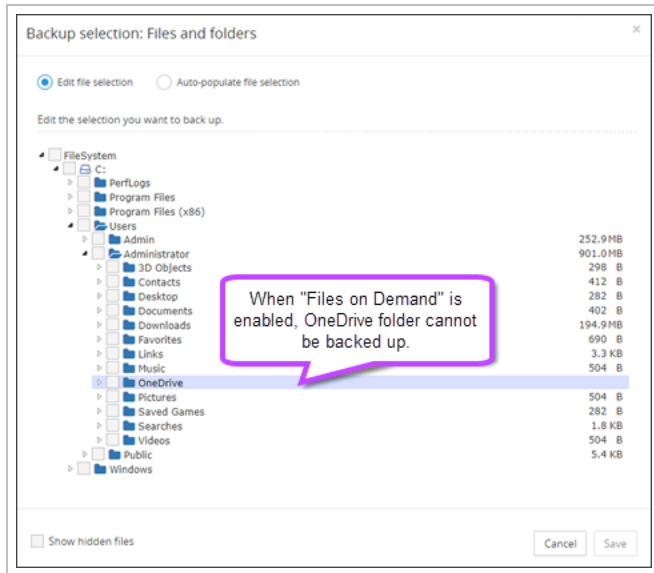 Backup selection: Files and folders
Edit file selection Auto-populate file selection
Edit the selection you want to back up.
FileSystem
C:
PerfLogs
Program Files
Program Files (x86)
Users
Admin 252.9MB
Administrator 901.0MB
3D Objects 298 B
Contacts 412 B
Desktop 282 B
Documents 402 B
Downloads 194.9MB
Favorites 690 B
Links 3.3 KB
Music 504 B
OneDrive
Pictures 504 B
Saved Games 282 B
Searches 1.8 KB
Videos 504 B
Public 5.4 KB
Windows
When "Files on Demand" is
enabled, OneDrive folder cannot
be backed up.
Show hidden files
Cancel Save